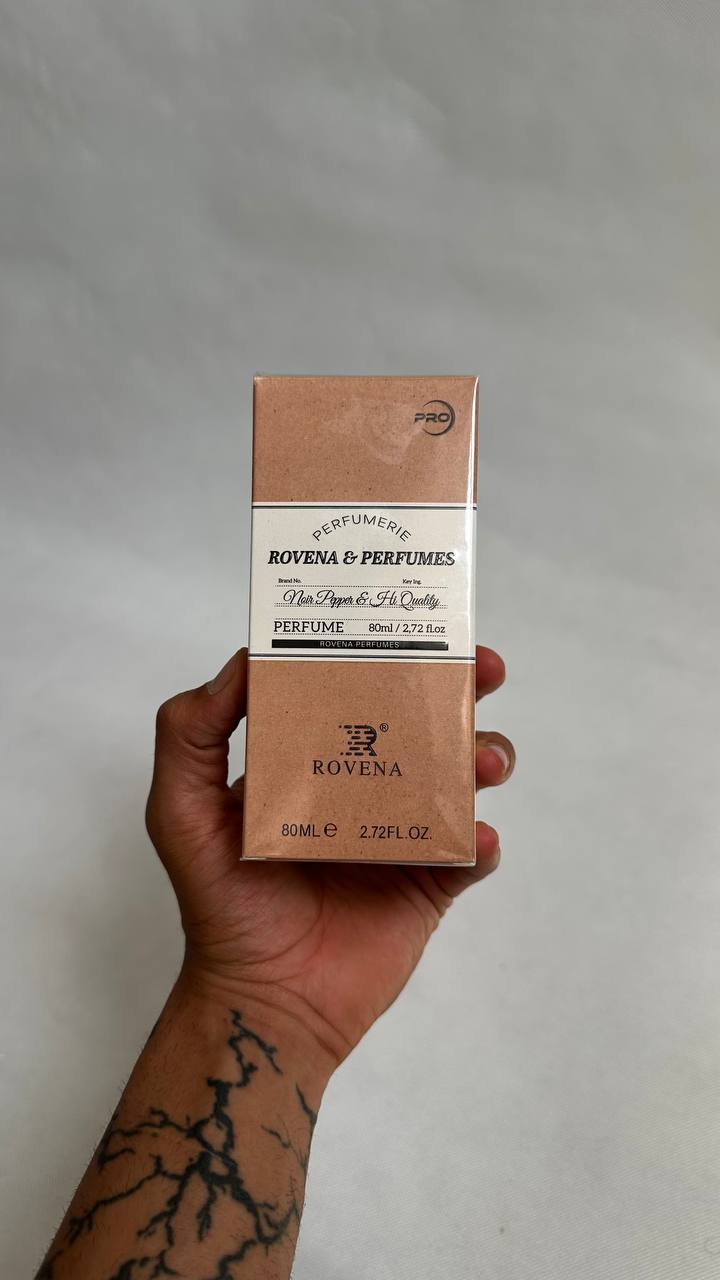 PRO
PERFUMERIE
ROVENA & PERFUMES
Brand No. Key Ing.
Noir Pepper & Hi Quality
PERFUME 80ml / 2,72 fl.oz
ROVENA PERFUMES
R®
ROVENA
80ML ℮ 2.72FL.OZ.